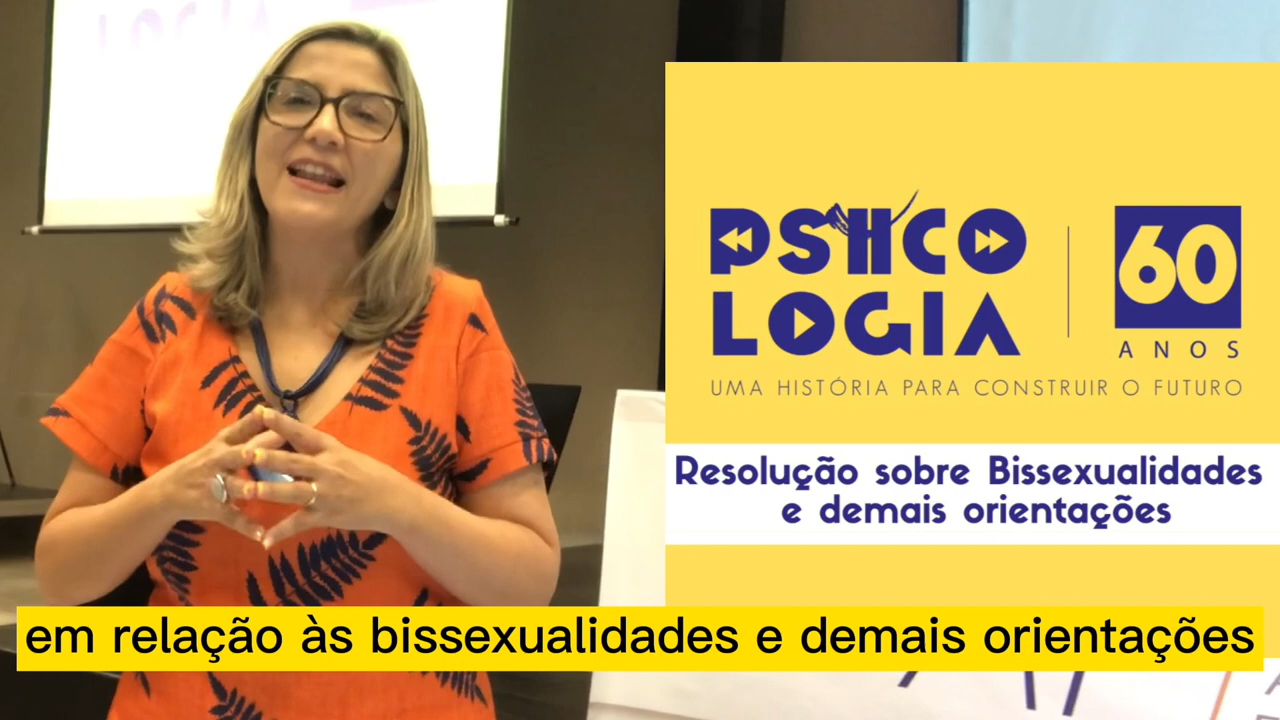 LOGIA
PSICO
LOGIA
60
ANOS
UMA HISTÓRIA PARA CONSTRUIR O FUTURO
Resolução sobre Bissexualidades
e demais orientações
em relação às bissexualidades e demais orientações